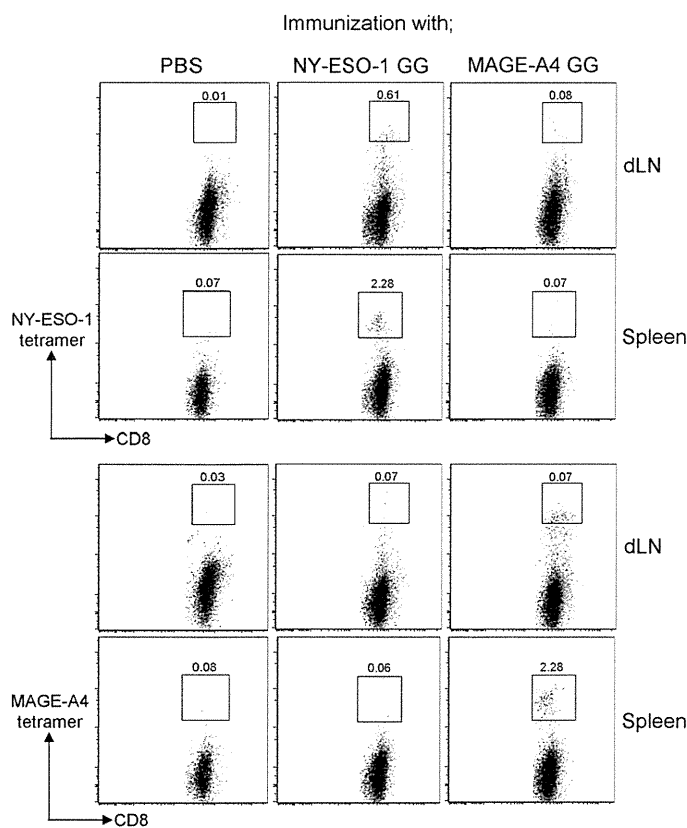 Immunization with;
PBS NY-ESO-1 GG MAGE-A4 GG
0.01 0.61 0.08
dLN
0.07 2.28 0.07
NY-ESO-1
tetramer
Spleen
CD8
0.03 0.07 0.07
dLN
0.08 0.06 2.28
MAGE-A4
tetramer
Spleen
CD8